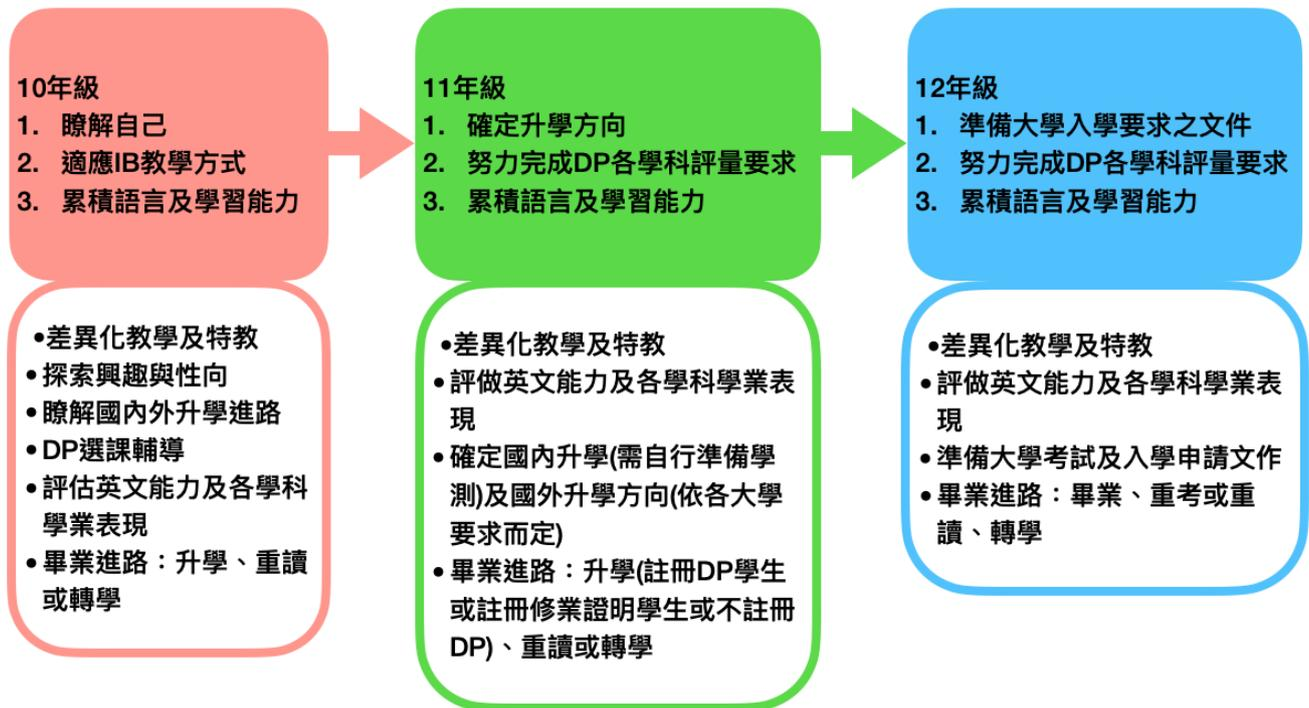 10年級
1. 瞭解自己
2. 適應IB教學方式
3. 累積語言及學習能力
•差異化教學及特教
•探索興趣與性向
•瞭解國內外升學進路
•DP選課輔導
•評估英文能力及各學科
學業表現
•畢業進路：升學、重讀
或轉學
11年級
1. 確定升學方向
2. 努力完成DP各學科評量要求
3. 累積語言及學習能力
•差異化教學及特教
•評做英文能力及各學科學業表
現
•確定國內升學(需自行準備學
測)及國外升學方向(依各大學
要求而定)
•畢業進路：升學(註冊DP學生
或註冊修業證明學生或不註冊
DP)、重讀或轉學
12年級
1. 準備大學入學要求之文件
2. 努力完成DP各學科評量要求
3. 累積語言及學習能力
•差異化教學及特教
•評做英文能力及各學科學業表
現
•準備大學考試及入學申請文作
•畢業進路：畢業、重考或重
讀、轉學